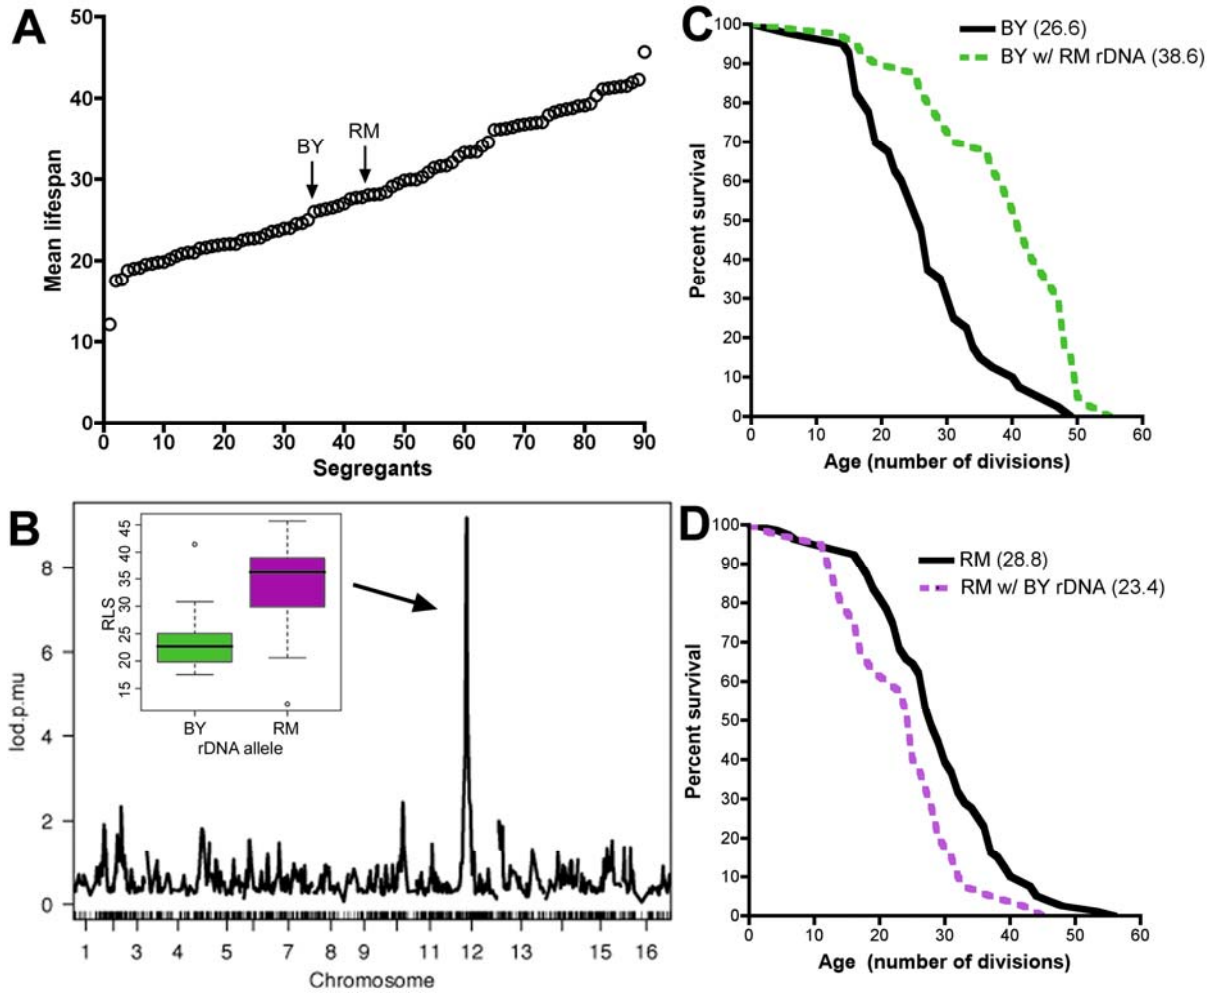 A
50
40
30
20
10
0
Mean lifespan
BY
RM
0 10 20 30 40 50 60 70 80 90
Segregants
B
8
6
4
2
0
lod.p.mu
45
40
35
30
25
20
15
RLS
BY RM
rDNA allele
1 2 3 4 5 7 8 9 11 12 13 15 16
Chromosome
C
100
90
80
70
60
50
40
30
20
10
0
Percent survival
BY (26.6)
BY w/ RM rDNA (38.6)
0 10 20 30 40 50 60
Age (number of divisions)
D
100
90
80
70
60
50
40
30
20
10
0
Percent survival
RM (28.8)
RM w/ BY rDNA (23.4)
0 10 20 30 40 50 60
Age (number of divisions)